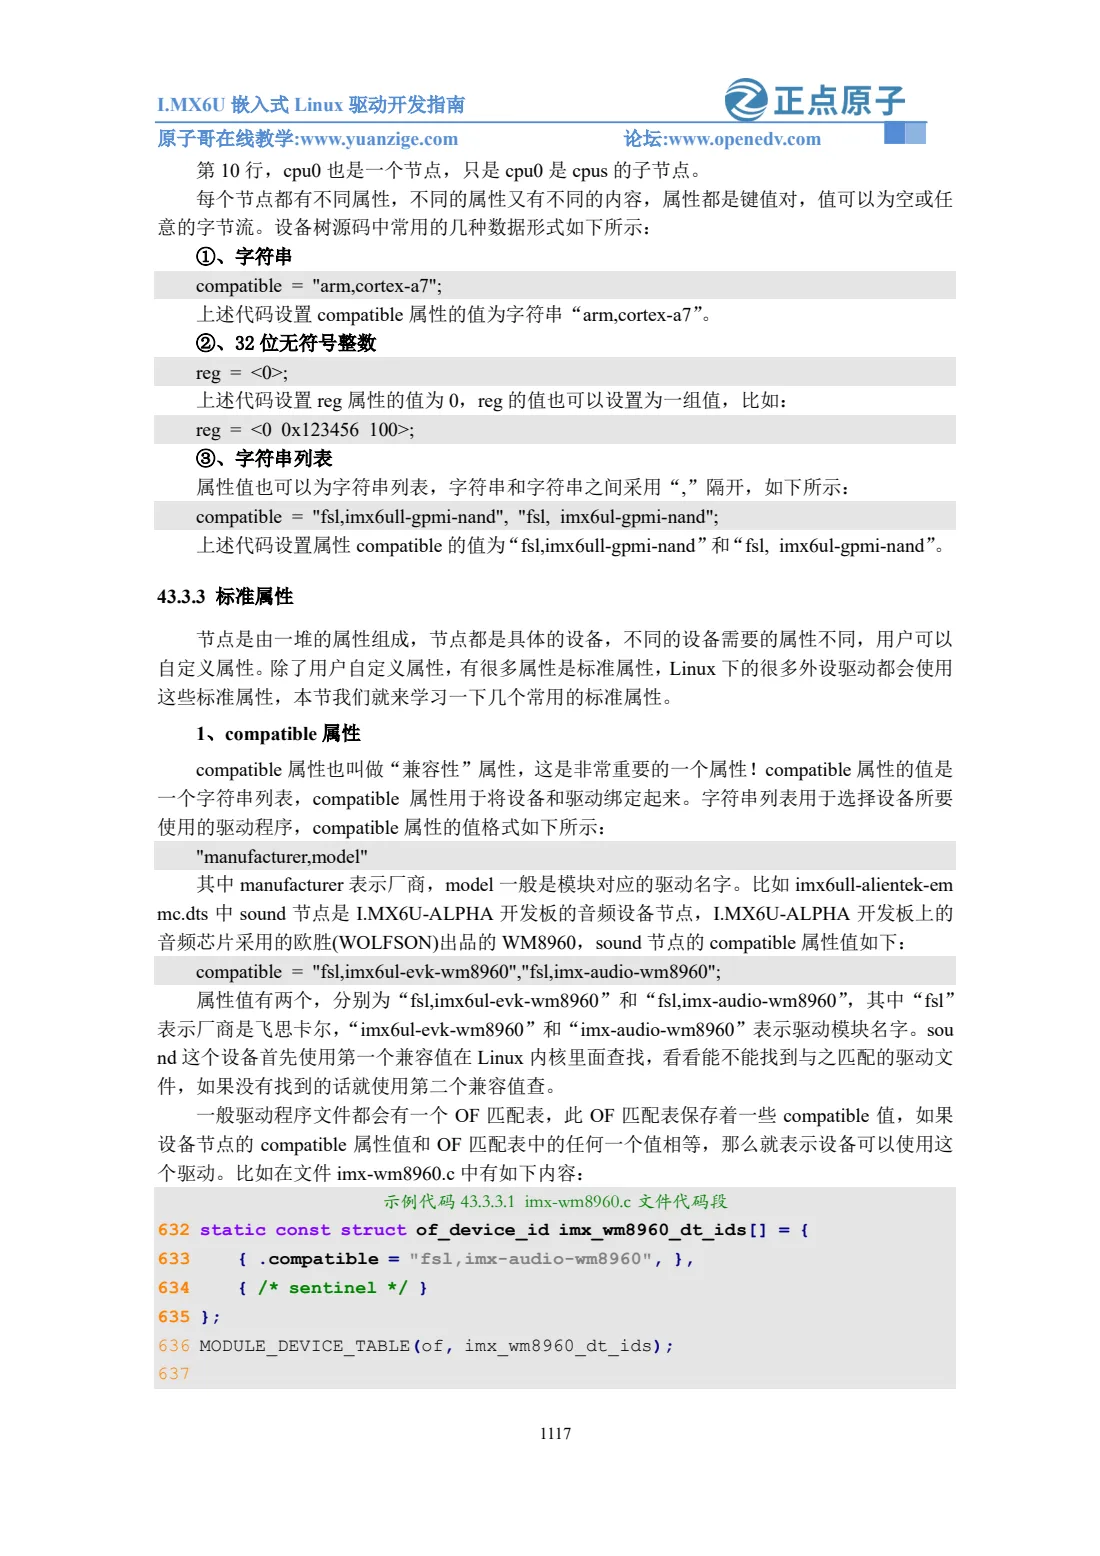 I.MX6U 嵌入式 Linux 驱动开发指南
正点原子
原子哥在线教学:www.yuanzige.com 论坛:www.openedv.com
第 10 行，cpu0 也是一个节点，只是 cpu0 是 cpus 的子节点。
每个节点都有不同属性，不同的属性又有不同的内容，属性都是键值对，值可以为空或任
意的字节流。设备树源码中常用的几种数据形式如下所示：
①、字符串
compatible = "arm,cortex-a7";
上述代码设置 compatible 属性的值为字符串“arm,cortex-a7”。
②、32 位无符号整数
reg = <0>;
上述代码设置 reg 属性的值为 0，reg 的值也可以设置为一组值，比如：
reg = <0 0x123456 100>;
③、字符串列表
属性值也可以为字符串列表，字符串和字符串之间采用“,”隔开，如下所示：
compatible = "fsl,imx6ull-gpmi-nand", "fsl, imx6ul-gpmi-nand";
上述代码设置属性 compatible 的值为“fsl,imx6ull-gpmi-nand”和“fsl, imx6ul-gpmi-nand”。
43.3.3 标准属性
节点是由一堆的属性组成，节点都是具体的设备，不同的设备需要的属性不同，用户可以
自定义属性。除了用户自定义属性，有很多属性是标准属性，Linux 下的很多外设驱动都会使用
这些标准属性，本节我们就来学习一下几个常用的标准属性。
1、compatible 属性
compatible 属性也叫做“兼容性”属性，这是非常重要的一个属性！compatible 属性的值是
一个字符串列表，compatible 属性用于将设备和驱动绑定起来。字符串列表用于选择设备所要
使用的驱动程序，compatible 属性的值格式如下所示：
"manufacturer,model"
其中 manufacturer 表示厂商，model 一般是模块对应的驱动名字。比如 imx6ull-alientek-em
mc.dts 中 sound 节点是 I.MX6U-ALPHA 开发板的音频设备节点，I.MX6U-ALPHA 开发板上的
音频芯片采用的欧胜(WOLFSON)出品的 WM8960，sound 节点的 compatible 属性值如下：
compatible = "fsl,imx6ul-evk-wm8960","fsl,imx-audio-wm8960";
属性值有两个，分别为“fsl,imx6ul-evk-wm8960”和“fsl,imx-audio-wm8960”，其中“fsl”
表示厂商是飞思卡尔，“imx6ul-evk-wm8960”和“imx-audio-wm8960”表示驱动模块名字。sou
nd 这个设备首先使用第一个兼容值在 Linux 内核里面查找，看看能不能找到与之匹配的驱动文
件，如果没有找到的话就使用第二个兼容值查。
一般驱动程序文件都会有一个 OF 匹配表，此 OF 匹配表保存着一些 compatible 值，如果
设备节点的 compatible 属性值和 OF 匹配表中的任何一个值相等，那么就表示设备可以使用这
个驱动。比如在文件 imx-wm8960.c 中有如下内容：
示例代码 43.3.3.1 imx-wm8960.c 文件代码段
632 static const struct of_device_id imx_wm8960_dt_ids[] = {
633 { .compatible = "fsl,imx-audio-wm8960", },
634 { /* sentinel */ }
635 };
636 MODULE_DEVICE_TABLE(of, imx_wm8960_dt_ids);
637
1117